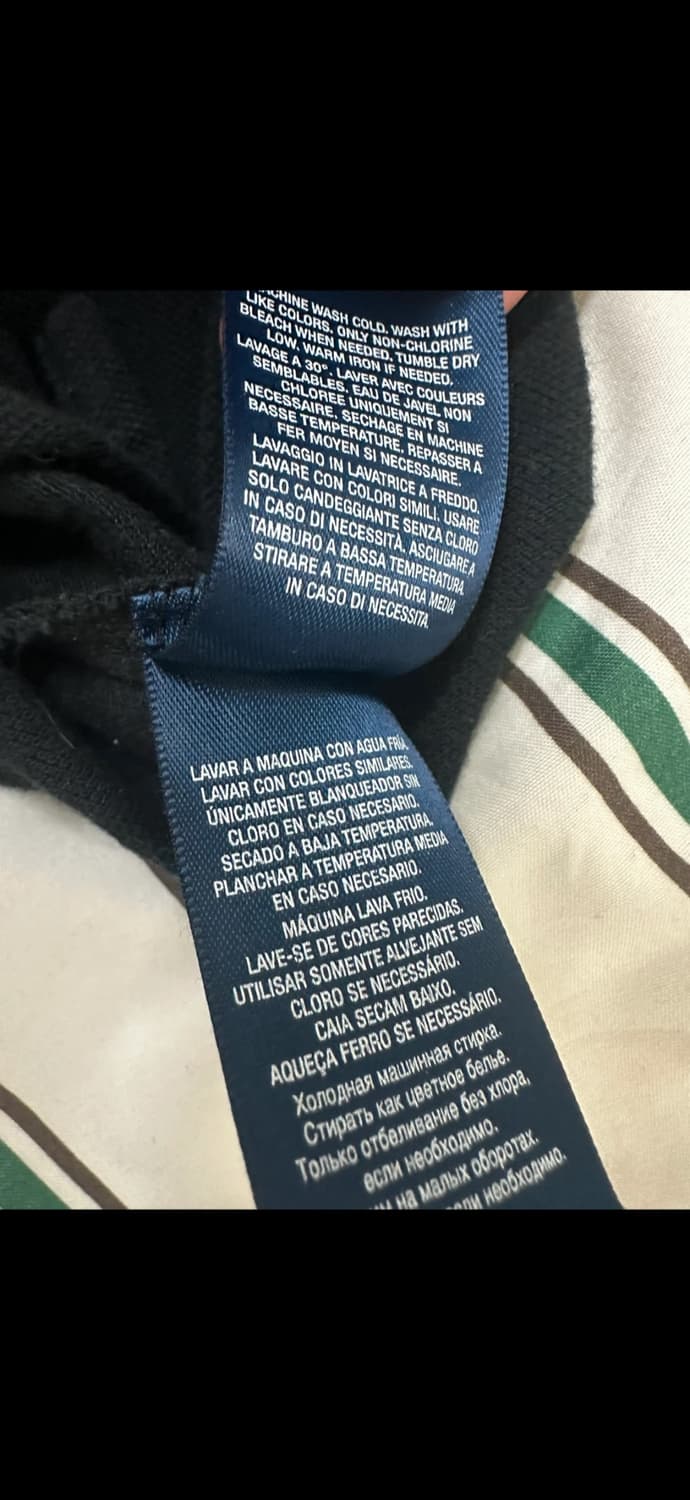 MACHINE WASH COLD. WASH WITH
LIKE COLORS. ONLY NON-CHLORINE
BLEACH WHEN NEEDED. TUMBLE DRY
LOW. WARM IRON IF NEEDED.
LAVAGE A 30°. LAVER AVEC COULEURS
SEMBLABLES. EAU DE JAVEL NON
CHLOREE UNIQUEMENT SI
NECESSAIRE. SECHAGE EN MACHINE
BASSE TEMPERATURE. REPASSER A
FER MOYEN SI NECESSAIRE.
LAVAGGIO IN LAVATRICE A FREDDO.
LAVARE CON COLORI SIMILI. USARE
SOLO CANDEGGIANTE SENZA CLORO
IN CASO DI NECESSITÀ. ASCIUGARE A
TAMBURO A BASSA TEMPERATURA.
STIRARE A TEMPERATURA MEDIA
IN CASO DI NECESSITA.
LAVAR A MAQUINA CON AGUA FRIA.
LAVAR CON COLORES SIMILARES.
ÚNICAMENTE BLANQUEADOR SIN
CLORO EN CASO NECESARIO.
SECADO A BAJA TEMPERATURA.
PLANCHAR A TEMPERATURA MEDIA
EN CASO NECESARIO.
MÁQUINA LAVA FRIO.
LAVE-SE DE CORES PARECIDAS.
UTILISAR SOMENTE ALVEJANTE SEM
CLORO SE NECESSÁRIO.
CAIA SECAM BAIXO.
AQUEÇA FERRO SE NECESSÁRIO.
Холодная машинная стирка.
Стирать как цветное белье.
Только отбеливание без хлора,
если необходимо.
на малых оборотах.
необходимо.